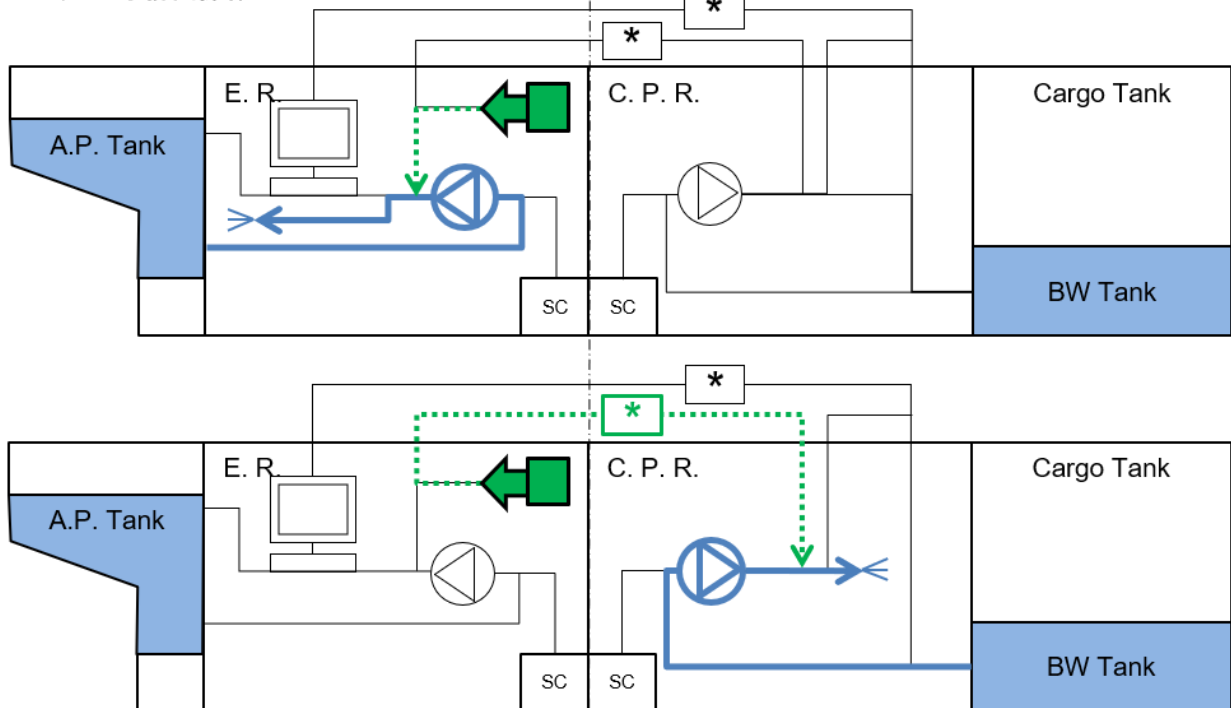 *
*
E. R.
C. P. R.
Cargo Tank
A.P. Tank
BW Tank
SC
SC
*
*
E. R.
C. P. R.
Cargo Tank
A.P. Tank
BW Tank
SC
SC